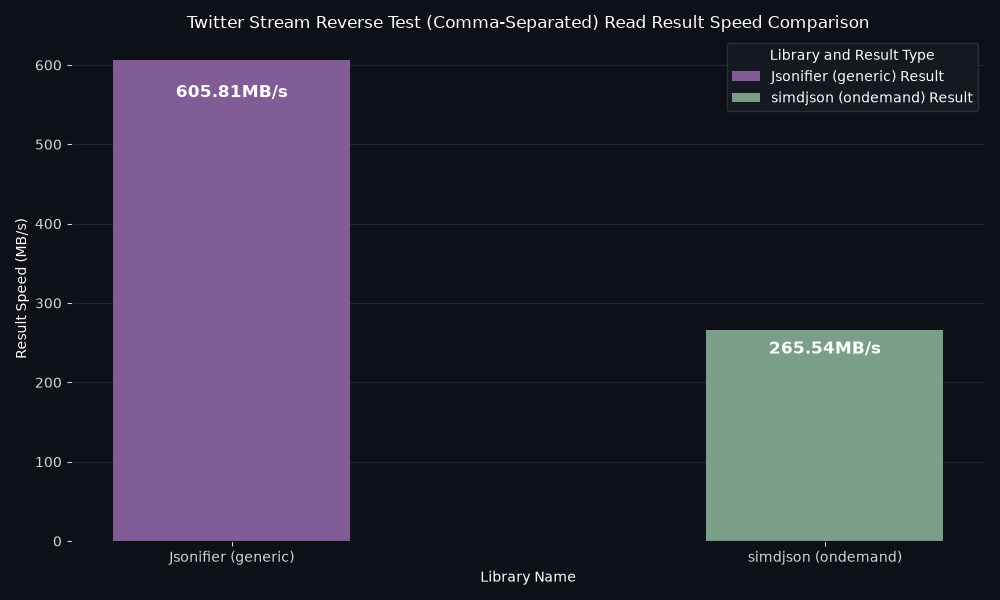 Twitter Stream Reverse Test (Comma-Separated) Read Result Speed Comparison
Library and Result Type
Jsonifier (generic) Result
simdjson (ondemand) Result
605.81MB/s
265.54MB/s
Result Speed (MB/s)
600
500
400
300
200
100
0
Jsonifier (generic)
simdjson (ondemand)
Library Name